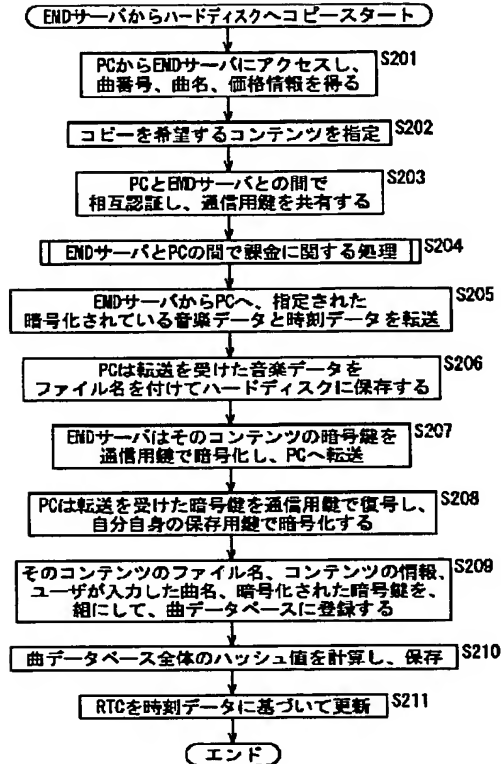 EMDサーバからハードディスクへコピースタート
S201
PCからEMDサーバにアクセスし、
曲番号、曲名、価格情報を得る
S202
コピーを希望するコンテンツを指定
S203
PCとEMDサーバとの間で
相互認証し、通信用鍵を共有する
S204
EMDサーバとPCの間で課金に関する処理
S205
EMDサーバからPCへ、指定された
暗号化されている音楽データと時刻データを転送
S206
PCは転送を受けた音楽データを
ファイル名を付けてハードディスクに保存する
S207
EMDサーバはそのコンテンツの暗号鍵を
通信用鍵で暗号化し、PCへ転送
S208
PCは転送を受けた暗号鍵を通信用鍵で復号し、
自分自身の保存用鍵で暗号化する
S209
そのコンテンツのファイル名、コンテンツの情報、
ユーザが入力した曲名、暗号化された暗号鍵を、
組にして、曲データベースに登録する
S210
曲データベース全体のハッシュ値を計算し、保存
S211
RTCを時刻データに基づいて更新
エンド